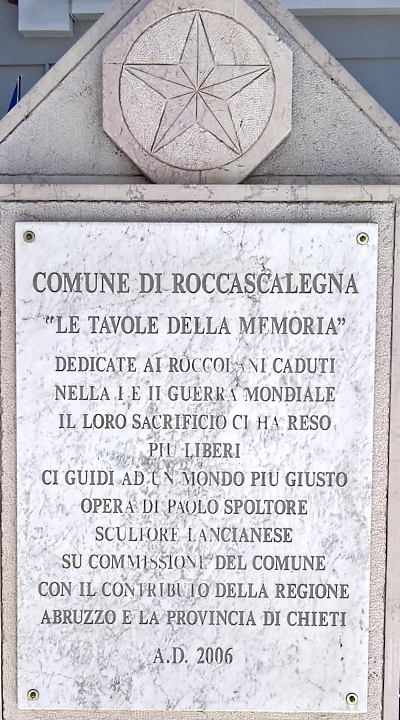 COMUNE DI ROCCASCALEGNA
"LE TAVOLE DELLA MEMORIA"
DEDICATE AI ROCCOLANI CADUTI
NELLA I E II GUERRA MONDIALE
IL LORO SACRIFICIO CI HA RESO
PIU LIBERI
CI GUIDI AD UN MONDO PIU GIUSTO
OPERA DI PAOLO SPOLTORE
SCULTORE LANCIANESE
SU COMMISSIONE DEL COMUNE
CON IL CONTRIBUTO DELLA REGIONE
ABRUZZO E LA PROVINCIA DI CHIETI
A.D. 2006